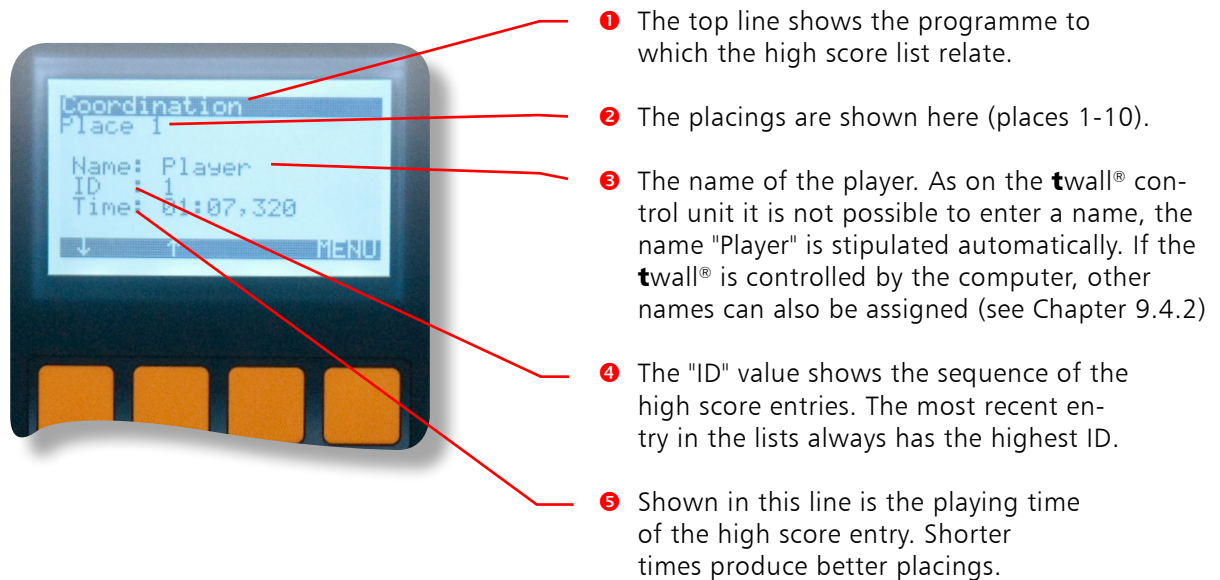 Coordination
Place 1
Name: Player
ID : 1
Time: 01:07,320
↓ ↑ MENU
❶ The top line shows the programme to
which the high score list relate.
❷ The placings are shown here (places 1-10).
❸ The name of the player. As on the twall® con-
trol unit it is not possible to enter a name, the
name "Player" is stipulated automatically. If the
twall® is controlled by the computer, other
names can also be assigned (see Chapter 9.4.2)
❹ The "ID" value shows the sequence of the
high score entries. The most recent en-
try in the lists always has the highest ID.
❺ Shown in this line is the playing time
of the high score entry. Shorter
times produce better placings.